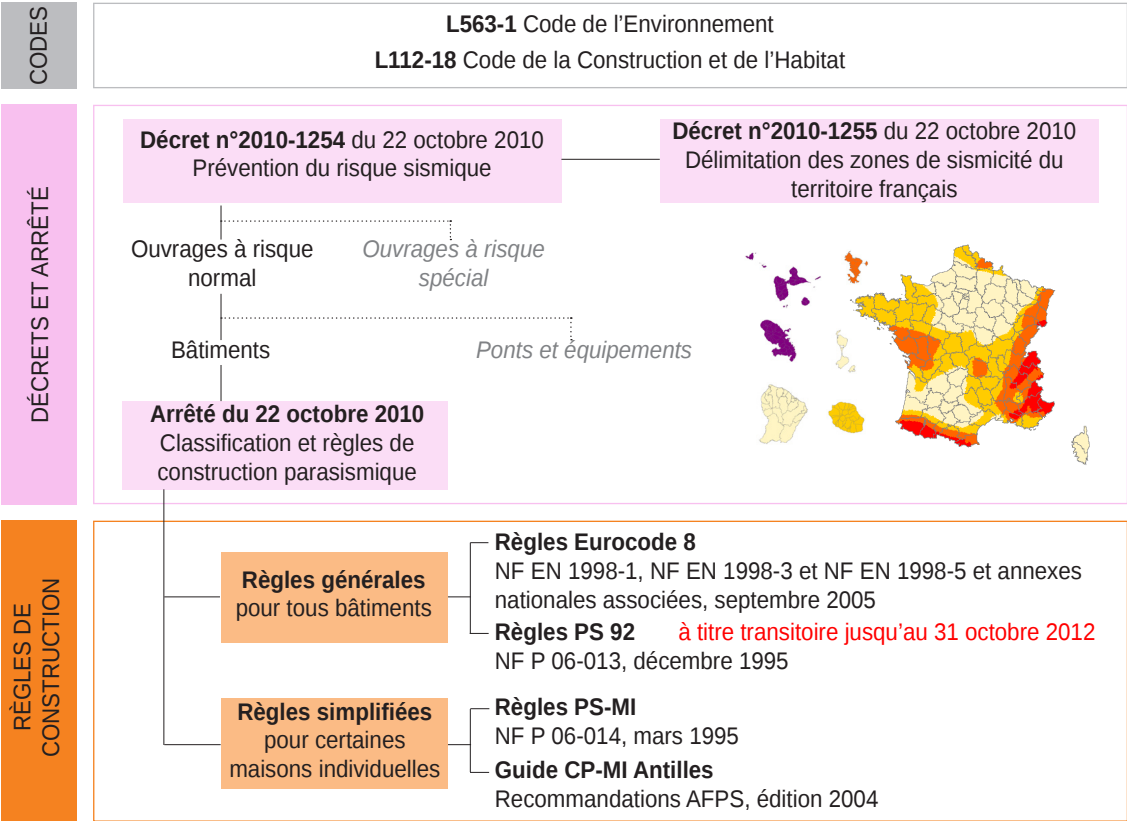 CODES
L563-1 Code de l'Environnement
L112-18 Code de la Construction et de l'Habitat
DÉCRETS ET ARRÊTÉ
Décret n°2010-1254 du 22 octobre 2010
Prévention du risque sismique
Décret n°2010-1255 du 22 octobre 2010
Délimitation des zones de sismicité du
territoire français
Ouvrages à risque
normal
Ouvrages à risque
spécial
Bâtiments
Ponts et équipements
Arrêté du 22 octobre 2010
Classification et règles de
construction parasismique
RÈGLES DE
CONSTRUCTION
Règles générales
pour tous bâtiments
Règles Eurocode 8
NF EN 1998-1, NF EN 1998-3 et NF EN 1998-5 et annexes
nationales associées, septembre 2005
Règles PS 92 à titre transitoire jusqu'au 31 octobre 2012
NF P 06-013, décembre 1995
Règles simplifiées
pour certaines
maisons individuelles
Règles PS-MI
NF P 06-014, mars 1995
Guide CP-MI Antilles
Recommandations AFPS, édition 2004